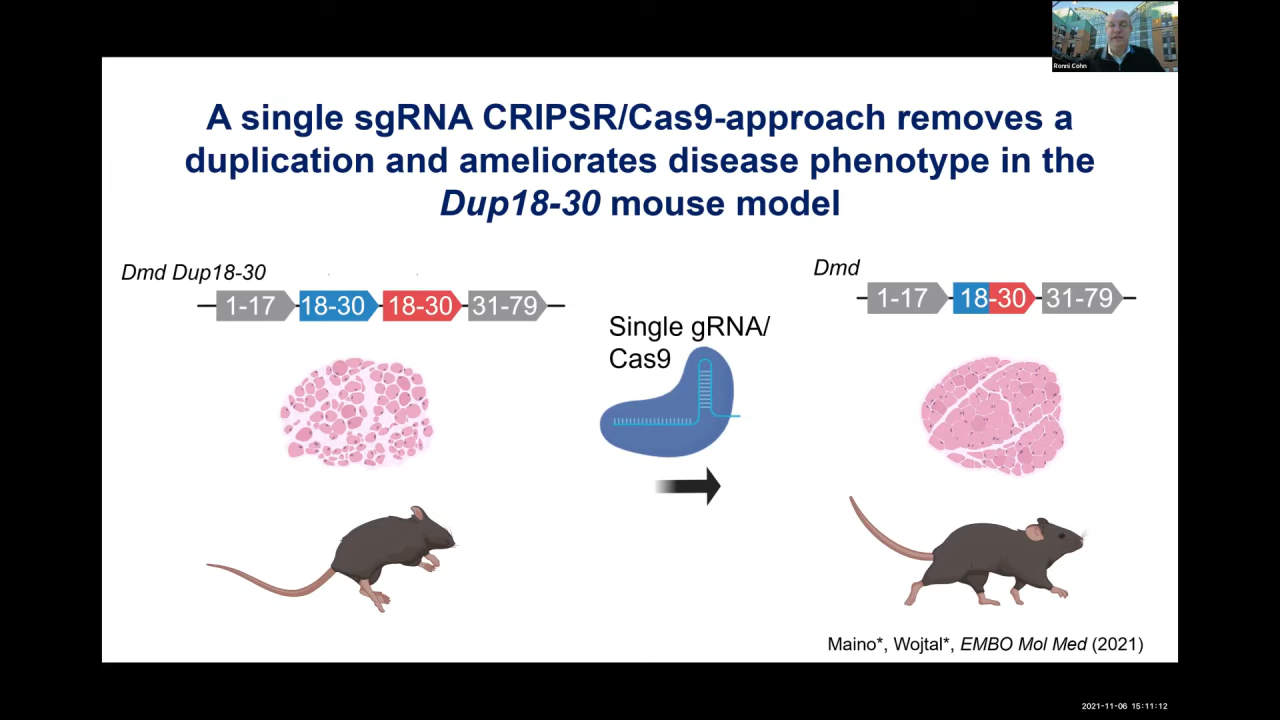 Ronni Cohn
A single sgRNA CRIPSR/Cas9-approach removes a
duplication and ameliorates disease phenotype in the
Dup18-30 mouse model
Dmd Dup18-30
1-17 18-30 18-30 31-79
Single gRNA/
Cas9
Dmd
1-17 18-30 31-79
Maino*, Wojtal*, EMBO Mol Med (2021)
2021-11-06 15:11:12